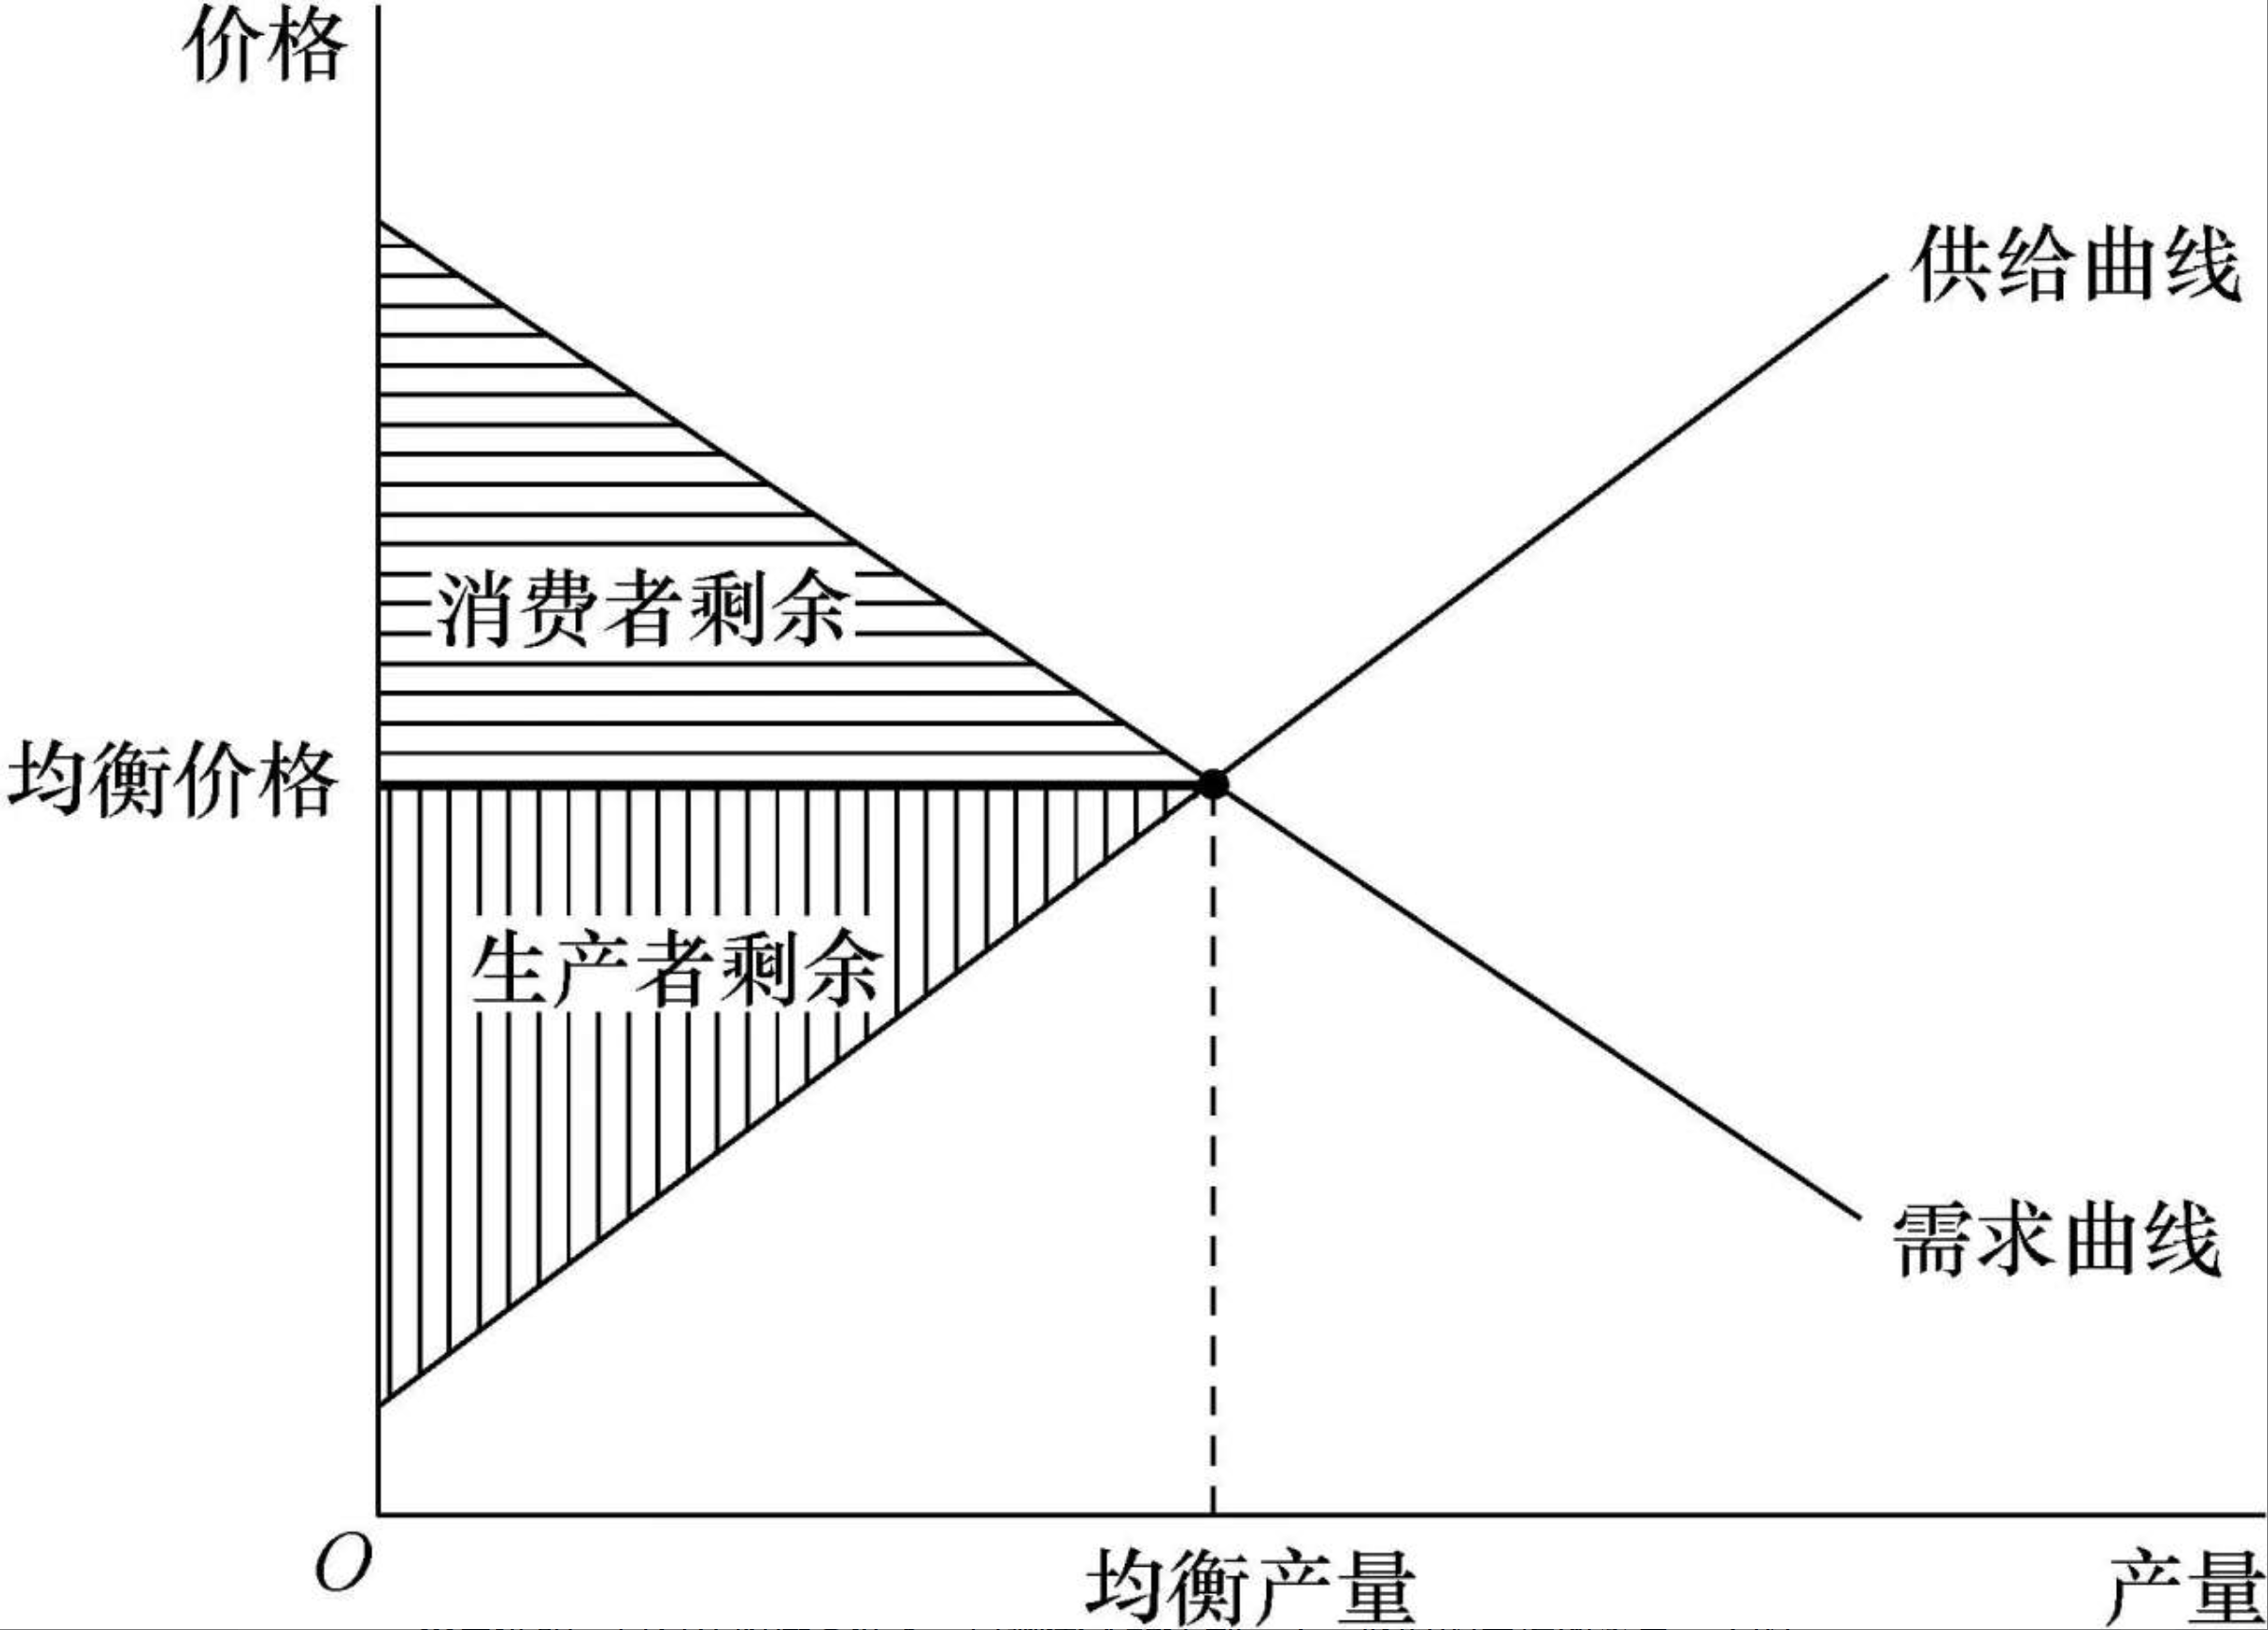 价格
供给曲线
消费者剩余
均衡价格
生产者剩余
需求曲线
O
均衡产量
产量